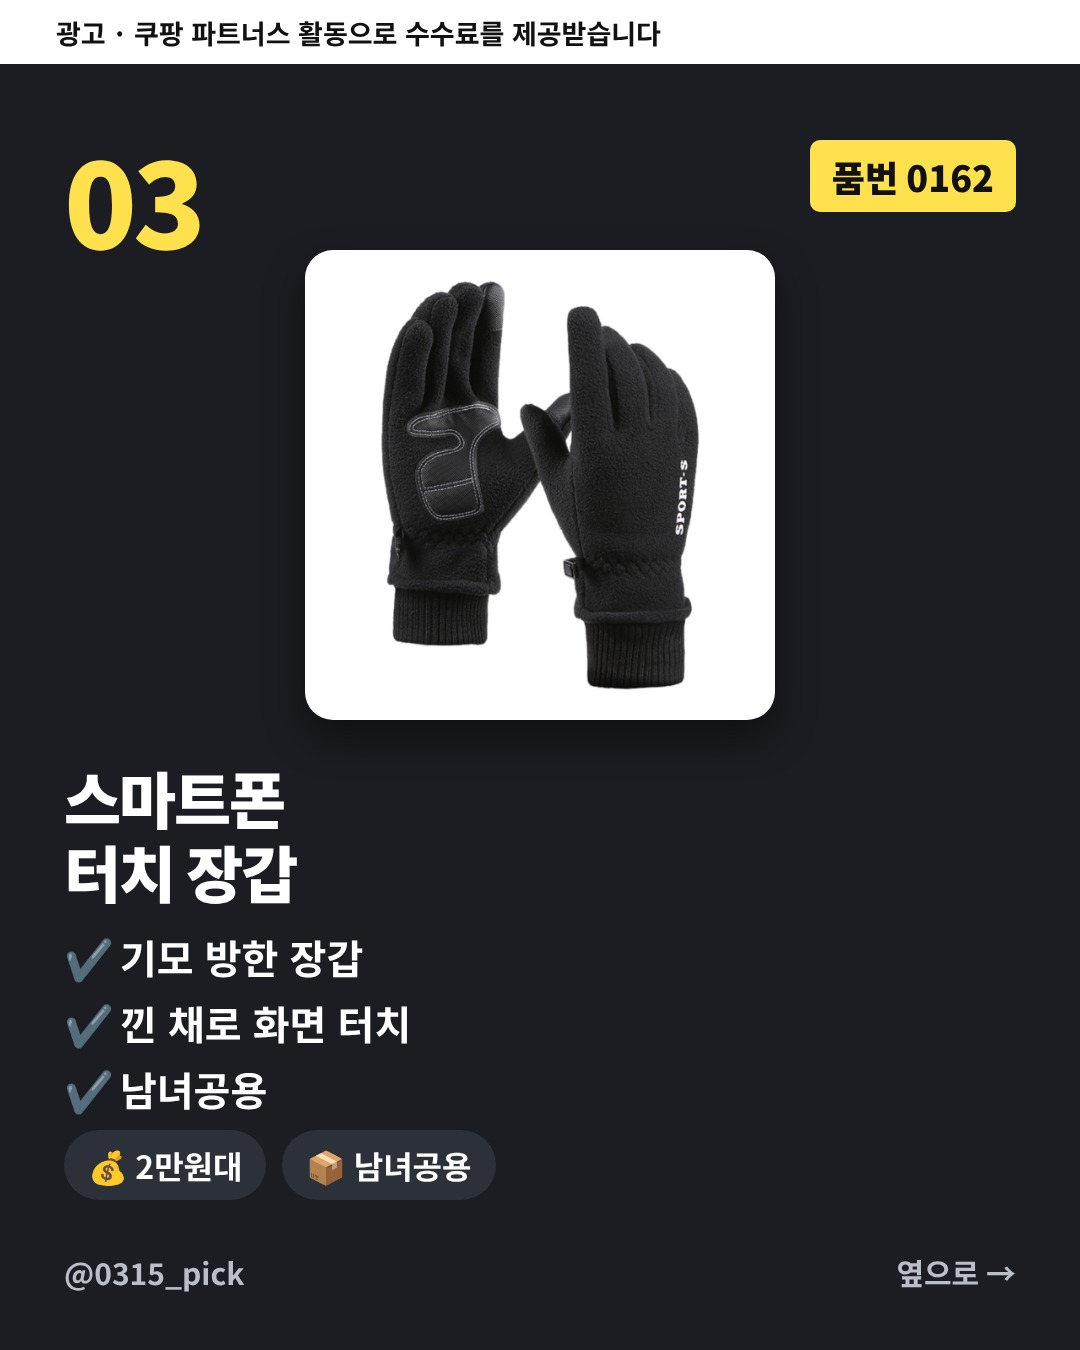 광고 · 쿠팡 파트너스 활동으로 수수료를 제공받습니다
03
품번 0162
SPORT-S
스마트폰
터치 장갑
✔️ 기모 방한 장갑
✔️ 낀 채로 화면 터치
✔️ 남녀공용
💰 2만원대
📦 남녀공용
@0315_pick
옆으로 →